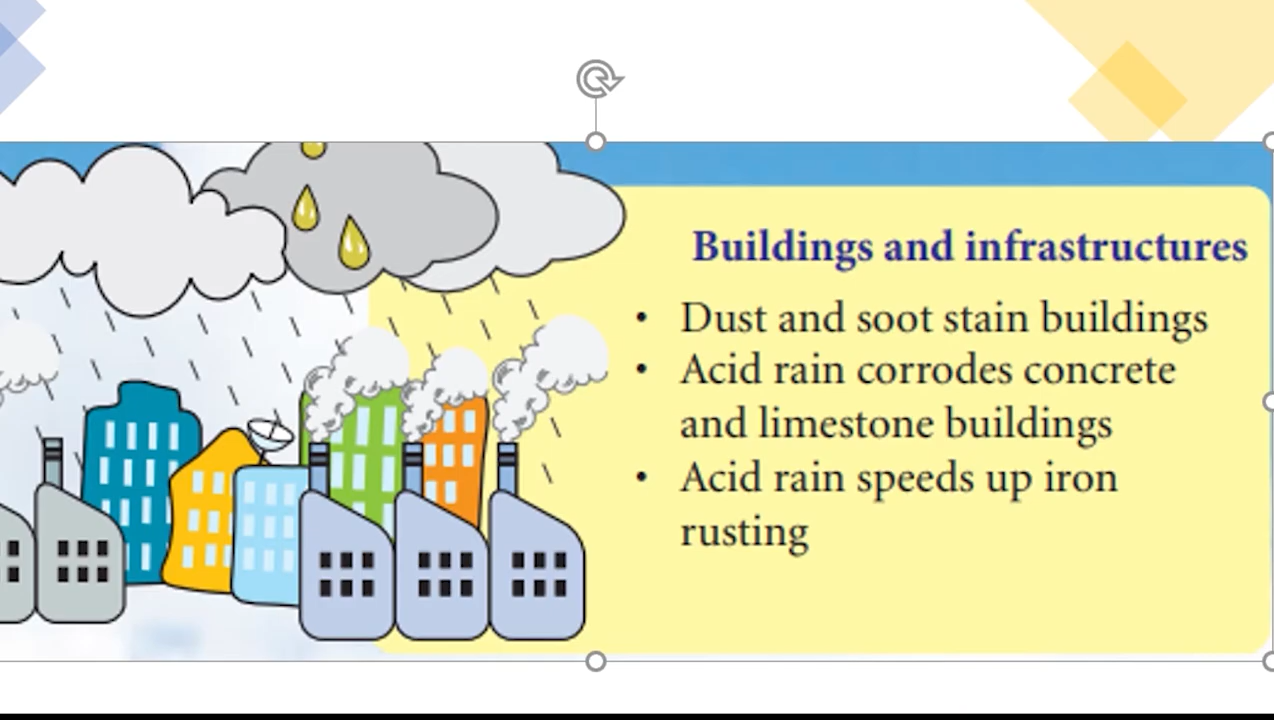 Buildings and infrastructures
• Dust and soot stain buildings
• Acid rain corrodes concrete
and limestone buildings
• Acid rain speeds up iron
rusting